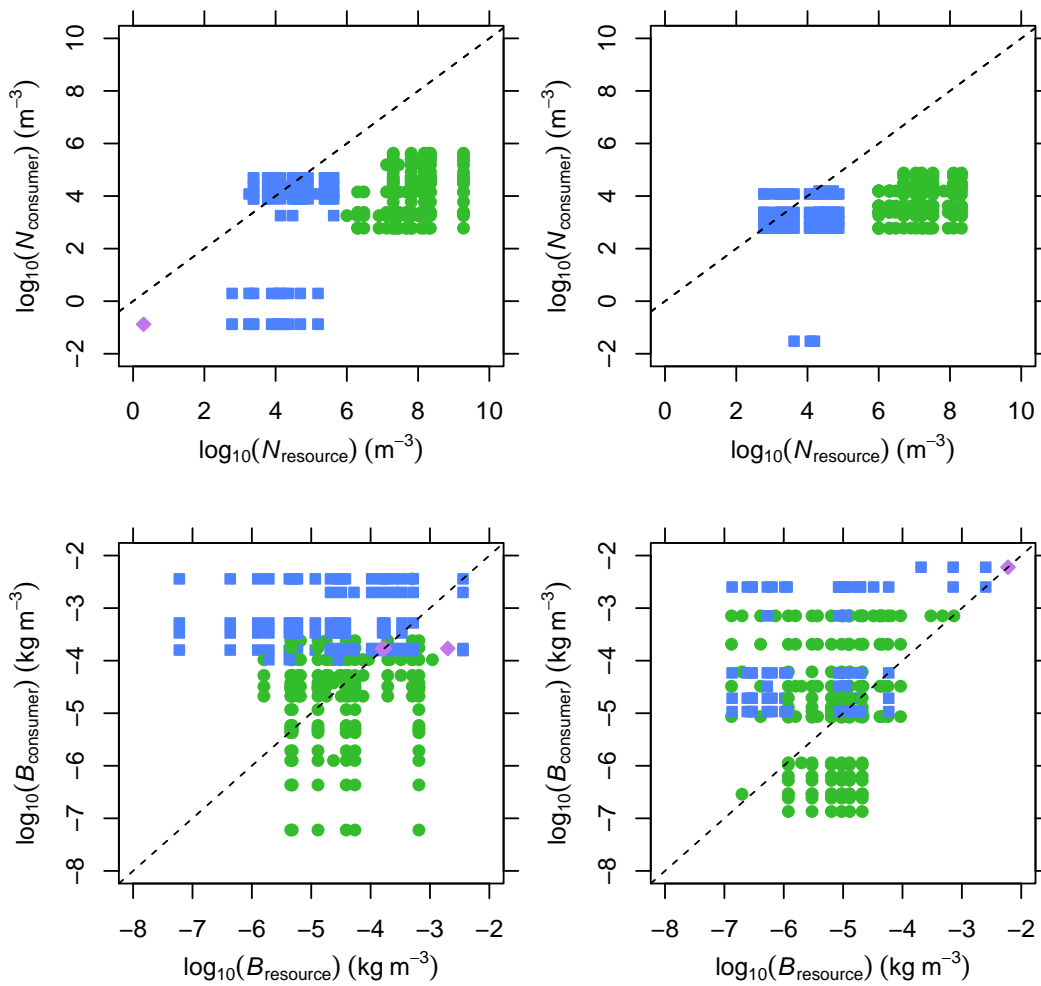 10
8
6
4
2
0
−2
log10(Nconsumer) (m−3)
0 2 4 6 8 10
log10(Nresource) (m−3)
10
8
6
4
2
0
−2
log10(Nconsumer) (m−3)
0 2 4 6 8 10
log10(Nresource) (m−3)
−2
−3
−4
−5
−6
−7
−8
log10(Bconsumer) (kg m−3)
−8 −7 −6 −5 −4 −3 −2
log10(Bresource) (kg m−3)
−2
−3
−4
−5
−6
−7
−8
log10(Bconsumer) (kg m−3)
−8 −7 −6 −5 −4 −3 −2
log10(Bresource) (kg m−3)